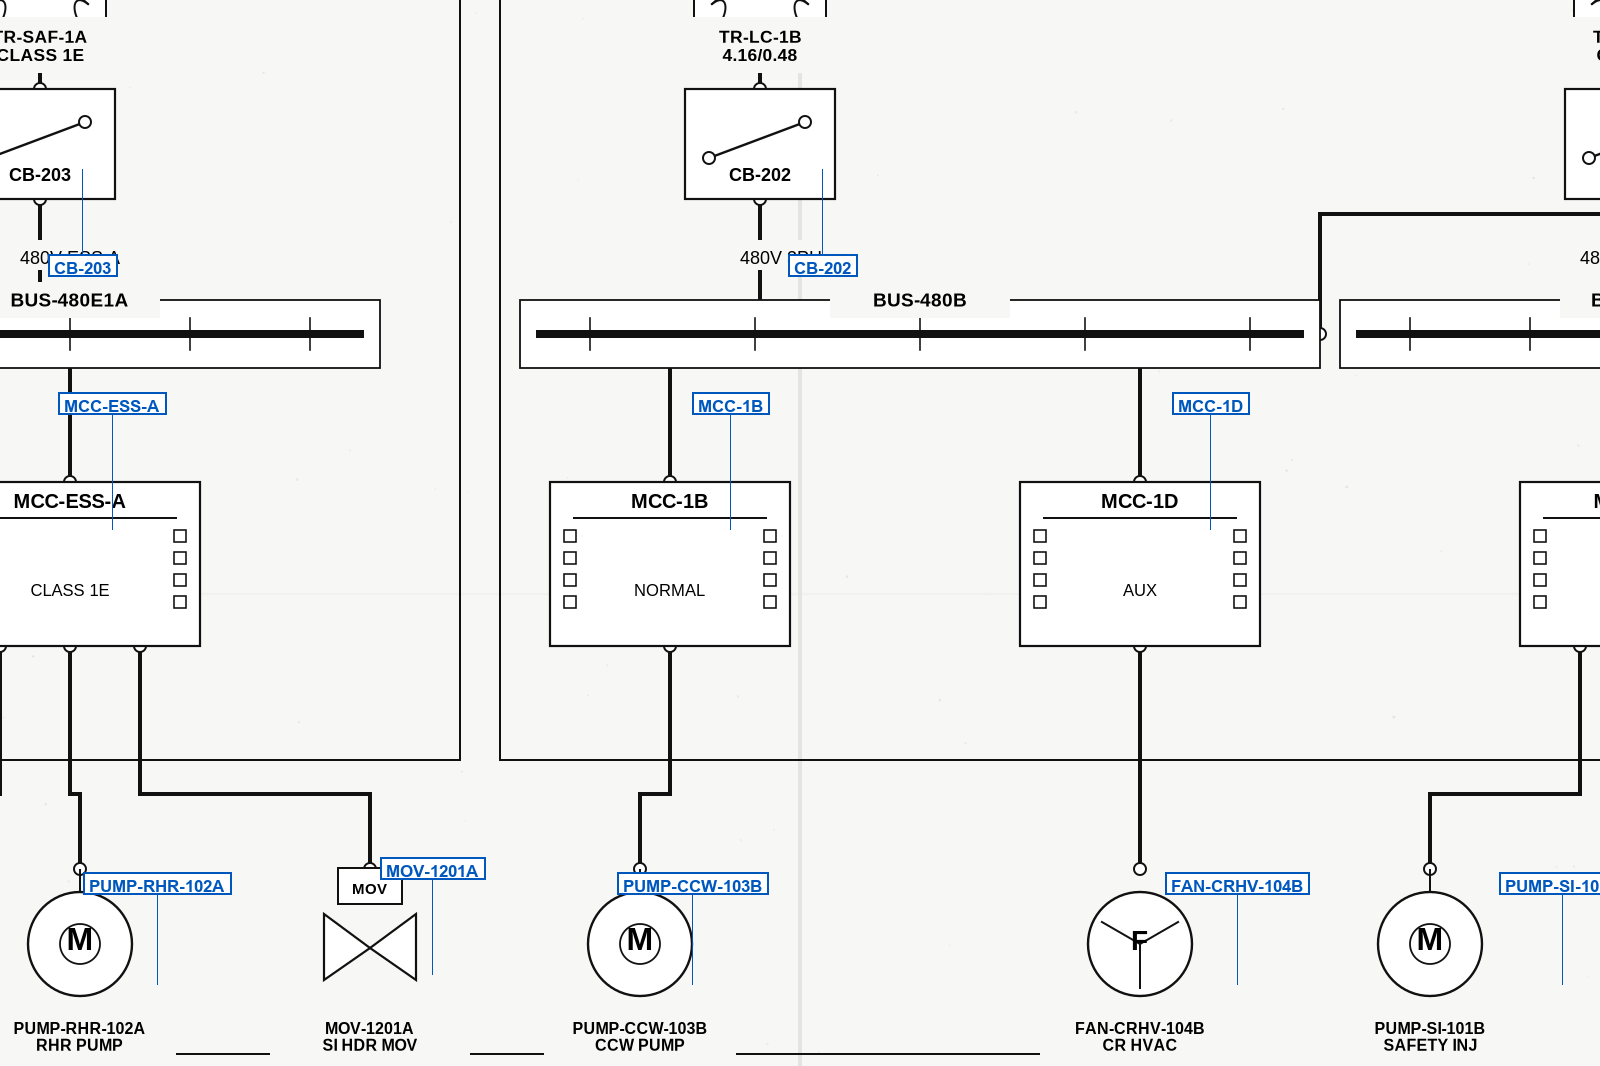 TR-SAF-1A
CLASS 1E
TR-LC-1B
4.16/0.48
CB-203
CB-202
CB-203
480V
CB-202
48
BUS-480E1A
BUS-480B
MCC-ESS-A
MCC-1B
MCC-1D
MCC-ESS-A
MCC-1B
MCC-1D
CLASS 1E
NORMAL
AUX
MOV-1201A
PUMP-RHR-102A
MOV
PUMP-CCW-103B
FAN-CRHV-104B
PUMP-SI-10
M
M
F
M
PUMP-RHR-102A
RHR PUMP
MOV-1201A
SI HDR MOV
PUMP-CCW-103B
CCW PUMP
FAN-CRHV-104B
CR HVAC
PUMP-SI-101B
SAFETY INJ